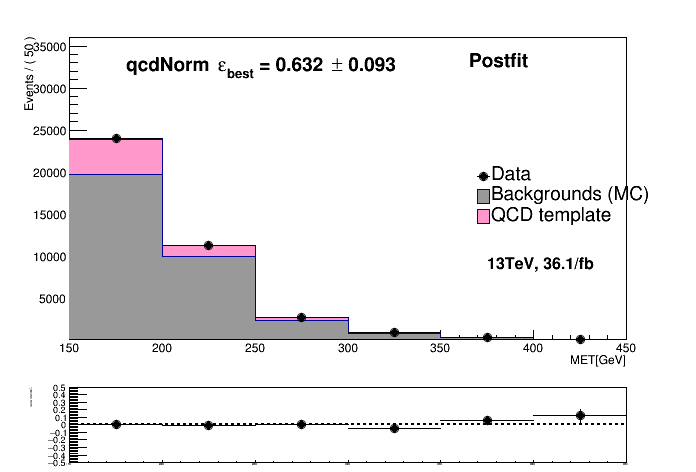 qcdNorm ε_best = 0.632 ± 0.093
Postfit
Events / ( 50 )
35000
30000
25000
20000
15000
10000
5000
Data
Backgrounds (MC)
QCD template
13TeV, 36.1/fb
150 200 250 300 350 400 450
MET[GeV]
0.5
0.4
0.3
0.2
0.1
0
−0.1
−0.2
−0.3
−0.4
−0.5